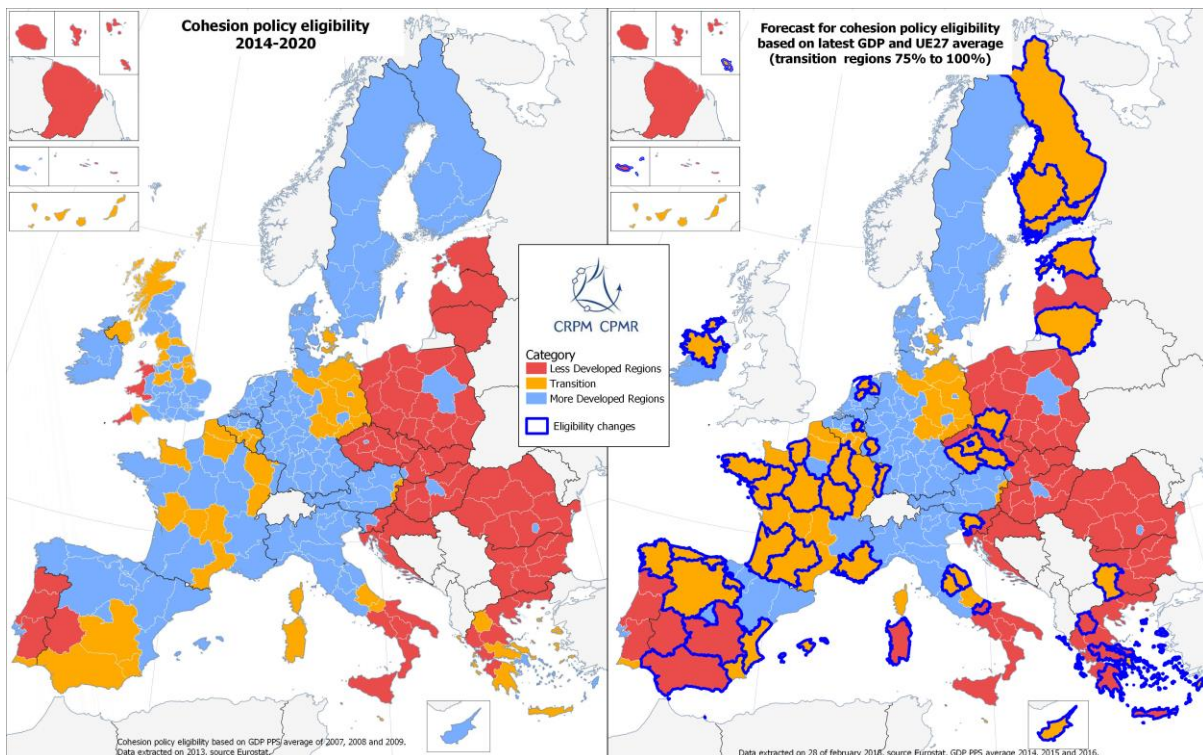 Cohesion policy eligibility
2014-2020
Cohesion policy eligibility based on GDP PPS average of 2007, 2008 and 2009.
Data extracted on 2013, source Eurostat.
CRPM CPMR
Category
Less Developed Regions
Transition
More Developed Regions
Eligibility changes
Forecast for cohesion policy eligibility
based on latest GDP and UE27 average
(transition regions 75% to 100%)
Data extracted on 28 of february 2018, source Eurostat, GDP PPS average 2014, 2015 and 2016.